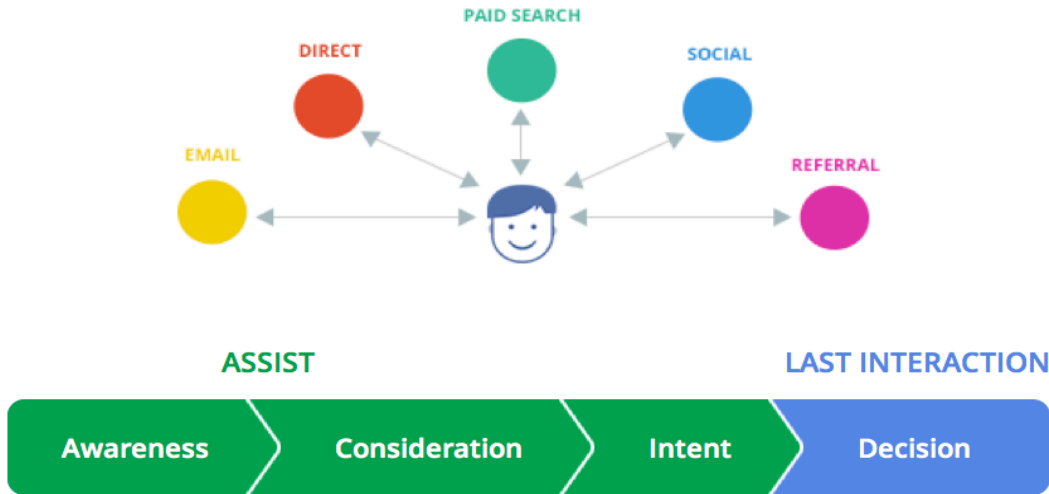 PAID SEARCH
DIRECT
SOCIAL
EMAIL
REFERRAL
ASSIST
LAST INTERACTION
Awareness
Consideration
Intent
Decision